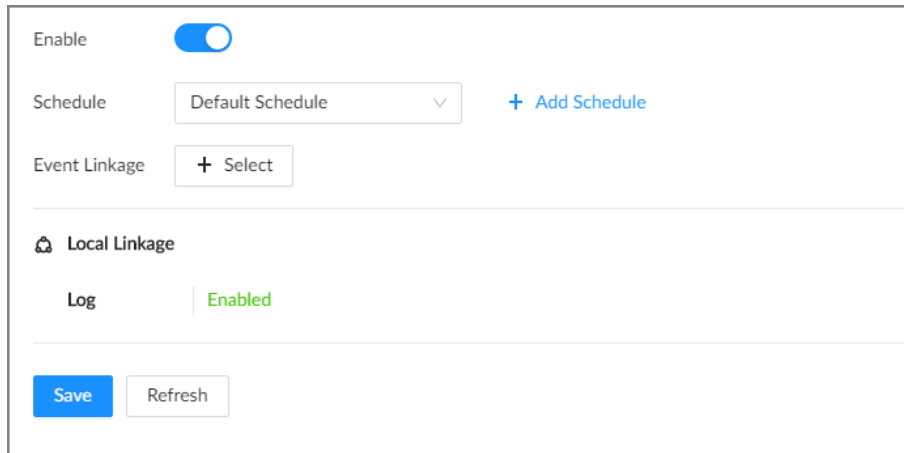 Enable
Schedule Default Schedule + Add Schedule
Event Linkage + Select
Local Linkage
Log Enabled
Save Refresh